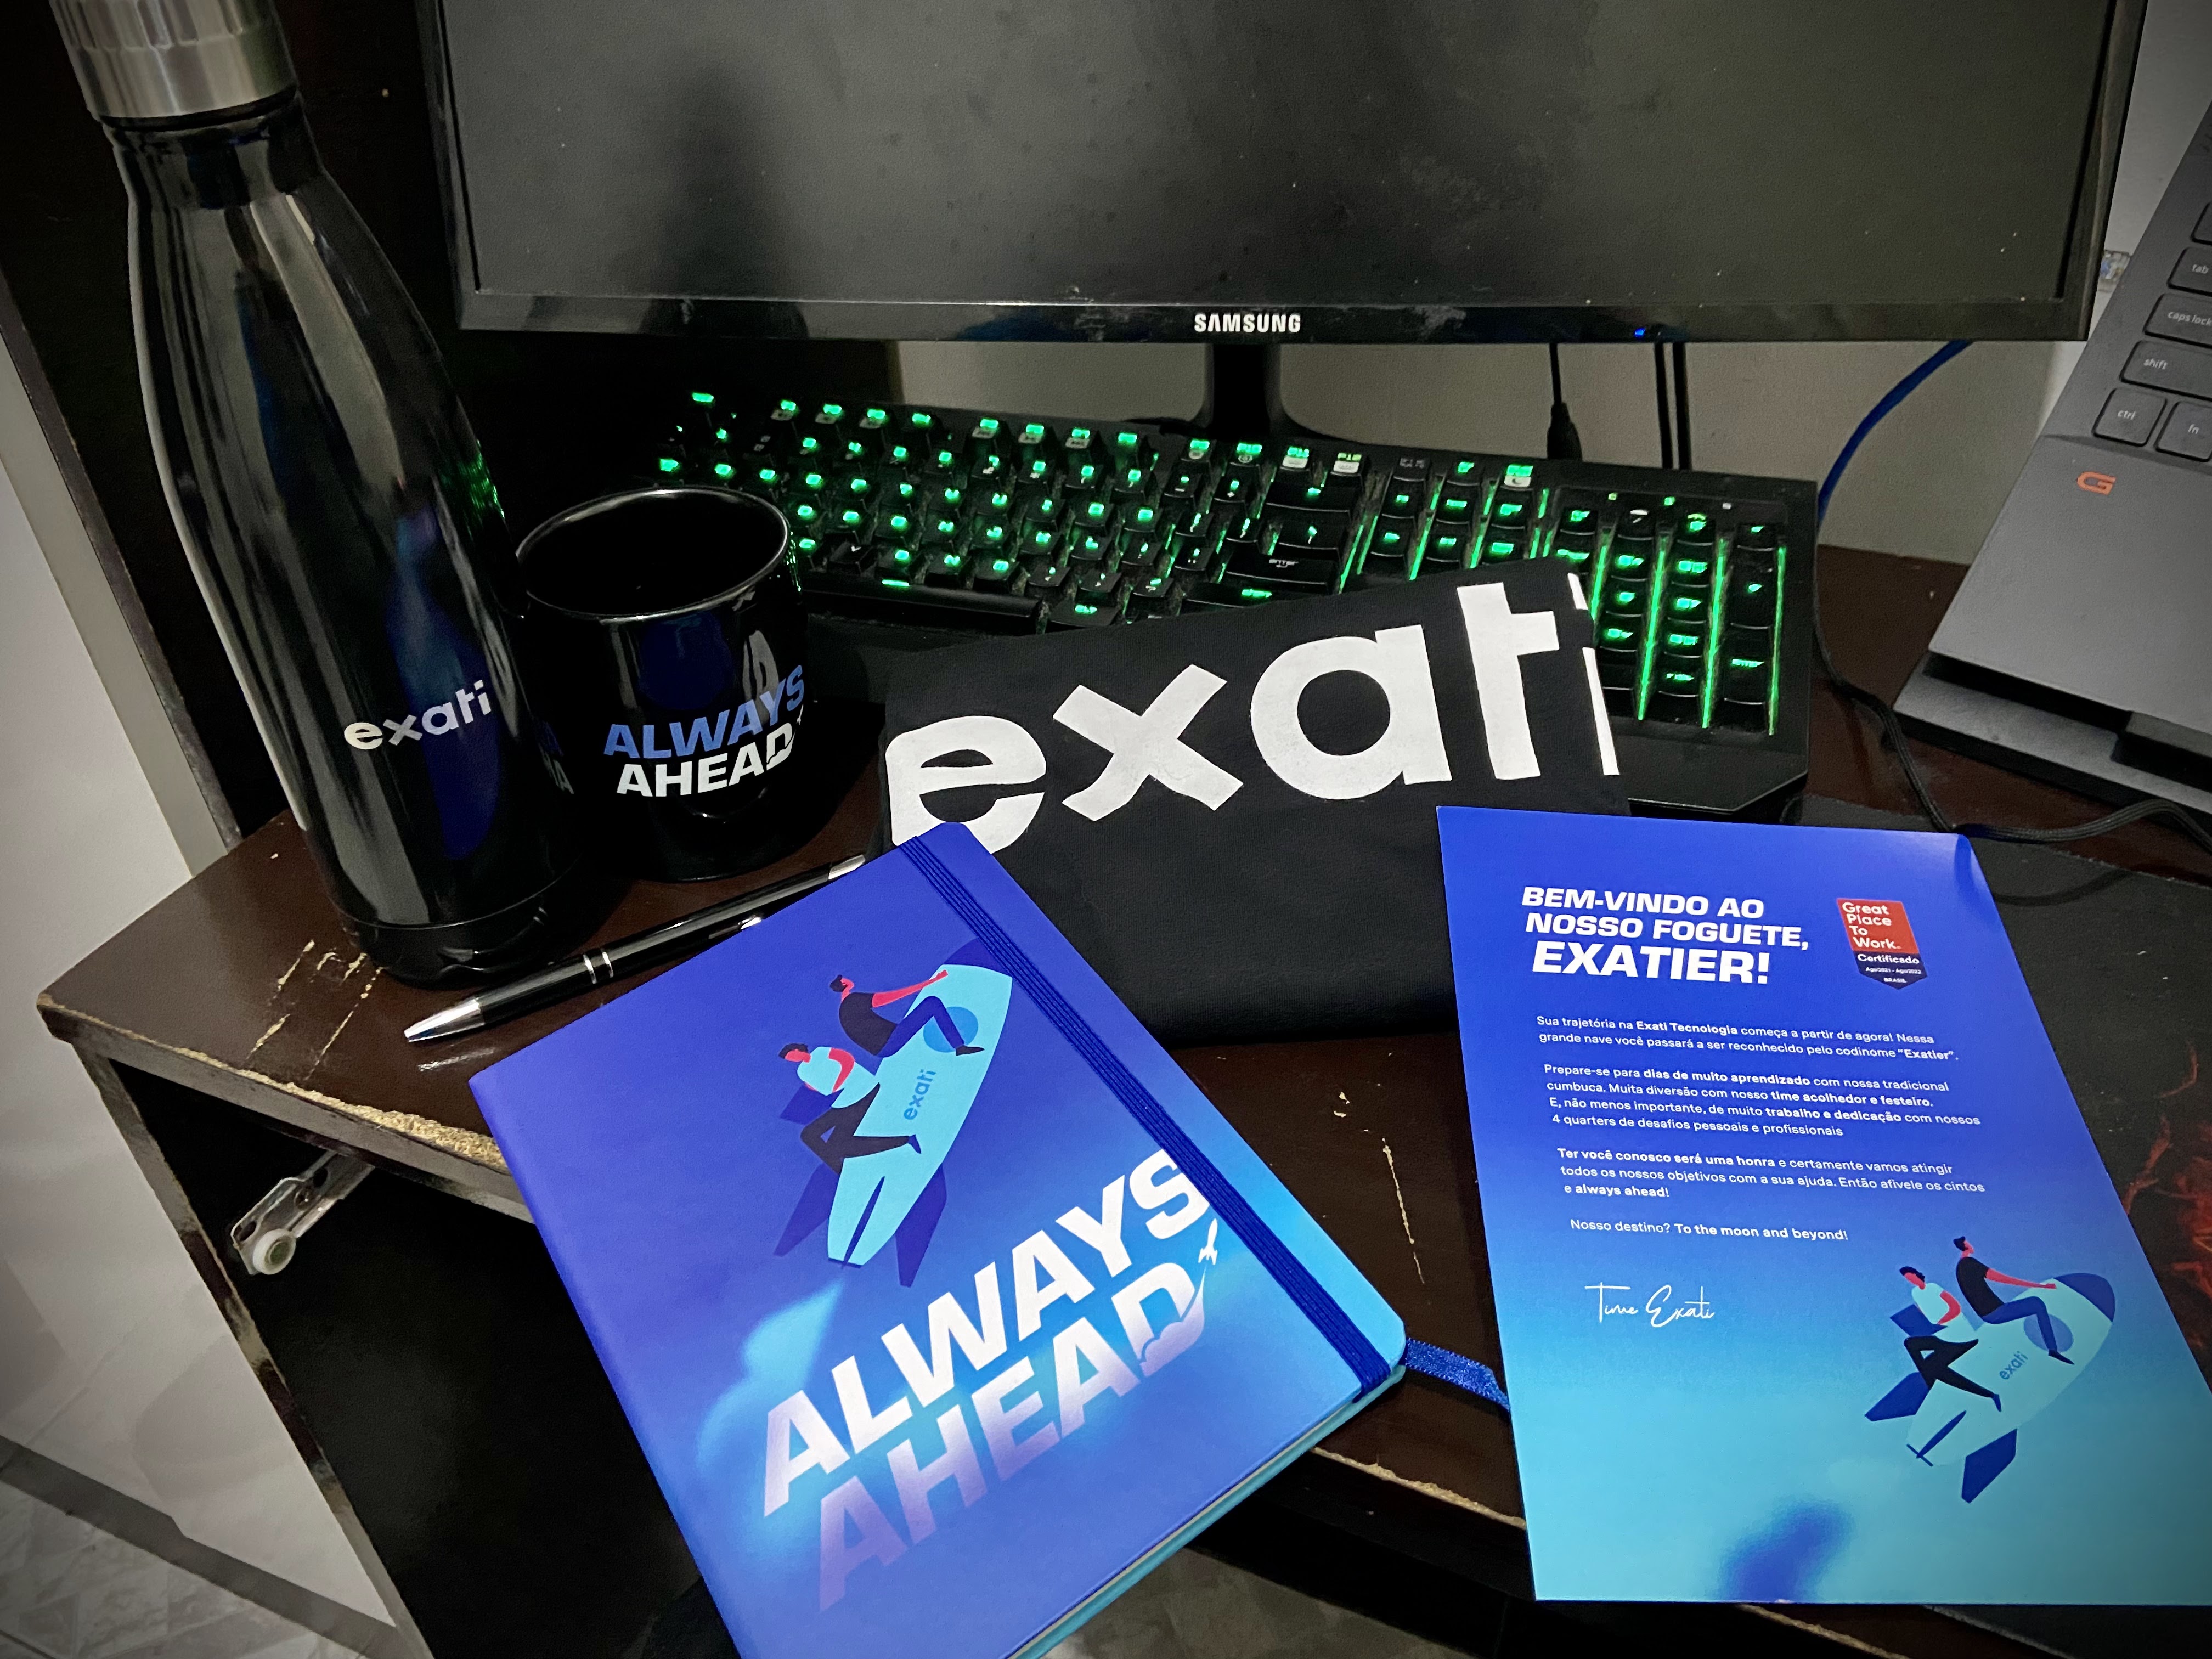 SAMSUNG
tab
caps lock
shift
ctrl
fn
G
exati
ALWAYS
AHEAD
exati
enter
exati
ALWAYS
AHEAD
BEM-VINDO AO
NOSSO FOGUETE,
EXATIER!
Great
Place
To
Work.
Certificado
Ago/2021 - Ago/2022
BRASIL
Sua trajetória na Exati Tecnologia começa a partir de agora! Nessa
grande nave você passará a ser reconhecido pelo codinome "Exatier".
Prepare-se para dias de muito aprendizado com nossa tradicional
cumbuca. Muita diversão com nosso time acolhedor e festeiro.
E, não menos importante, de muito trabalho e dedicação com nossos
4 quarters de desafios pessoais e profissionais
Ter você conosco será uma honra e certamente vamos atingir
todos os nossos objetivos com a sua ajuda. Então afivele os cintos
e always ahead!
Nosso destino? To the moon and beyond!
Time Exati
exati